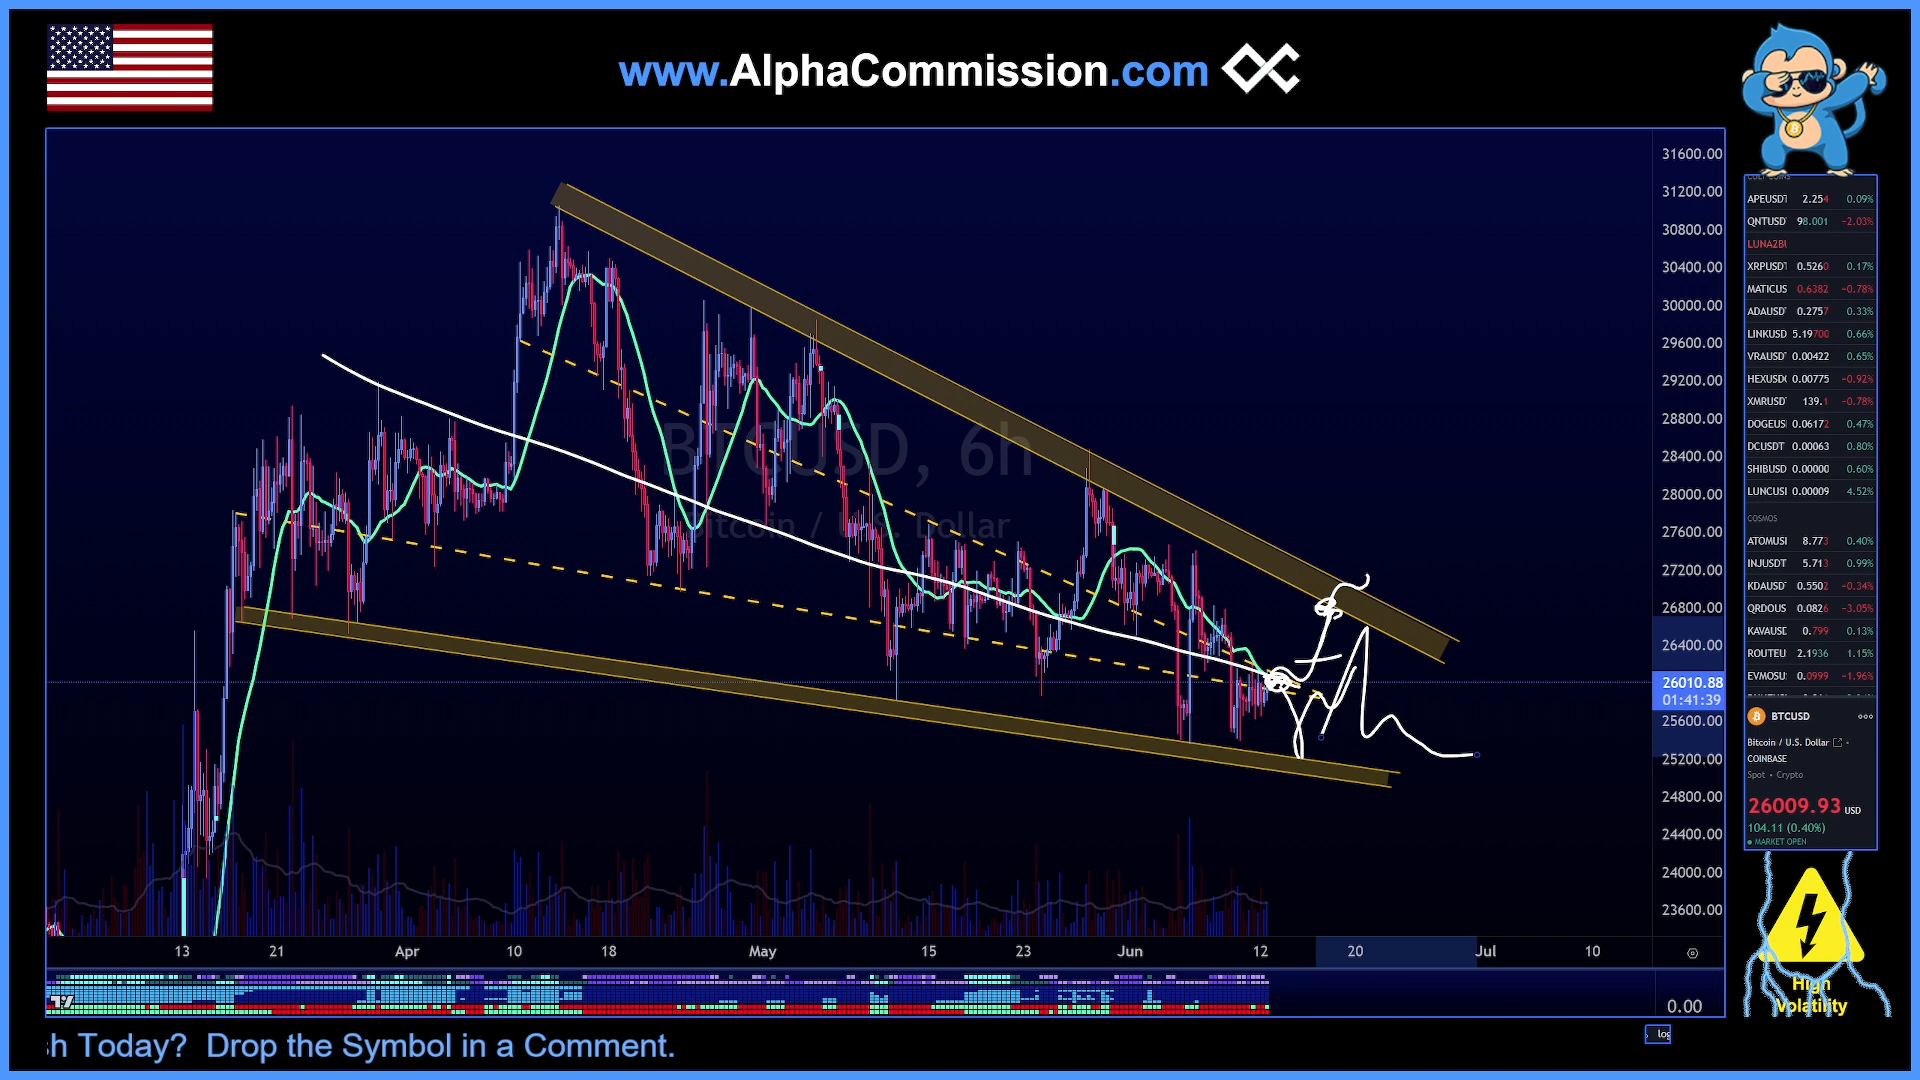 www.AlphaCommission.com
BTCUSD, 6h
Bitcoin / U.S. Dollar
31600.00
31200.00
30800.00
30400.00
30000.00
29600.00
29200.00
28800.00
28400.00
28000.00
27600.00
27200.00
26800.00
26400.00
26010.88
01:41:39
25600.00
25200.00
24800.00
24400.00
24000.00
23600.00
13 21 Apr 10 18 May 15 23 Jun 12 20 Jul 10
0.00
APEUSDT 2.254 0.09%
QNTUSD 98.001 −2.03%
LUNA2BU
XRPUSDT 0.5260 0.17%
MATICUS 0.6382 −0.78%
ADAUSDT 0.2757 0.33%
LINKUSD 5.19700 0.66%
VRAUSDT 0.00422 0.65%
HEXUSDC 0.00775 −0.92%
XMRUSDT 139.1 −0.78%
DOGEUS 0.06172 0.47%
DCUSDT 0.00063 0.80%
SHIBUSD 0.00000 0.60%
LUNCUSI 0.00009 4.52%
COSMOS
ATOMUSI 8.773 0.40%
INJUSDT 5.713 0.99%
KDAUSDT 0.5502 −0.34%
QRDOUS 0.0826 −3.05%
KAVAUSD 0.799 0.13%
ROUTEU 2.1936 1.15%
EVMOSU 0.0999 −1.96%
BTCUSD
Bitcoin / U.S. Dollar
COINBASE
Spot • Crypto
26009.93 USD
104.11 (0.40%)
MARKET OPEN
High
Volatility
log
h Today? Drop the Symbol in a Comment.